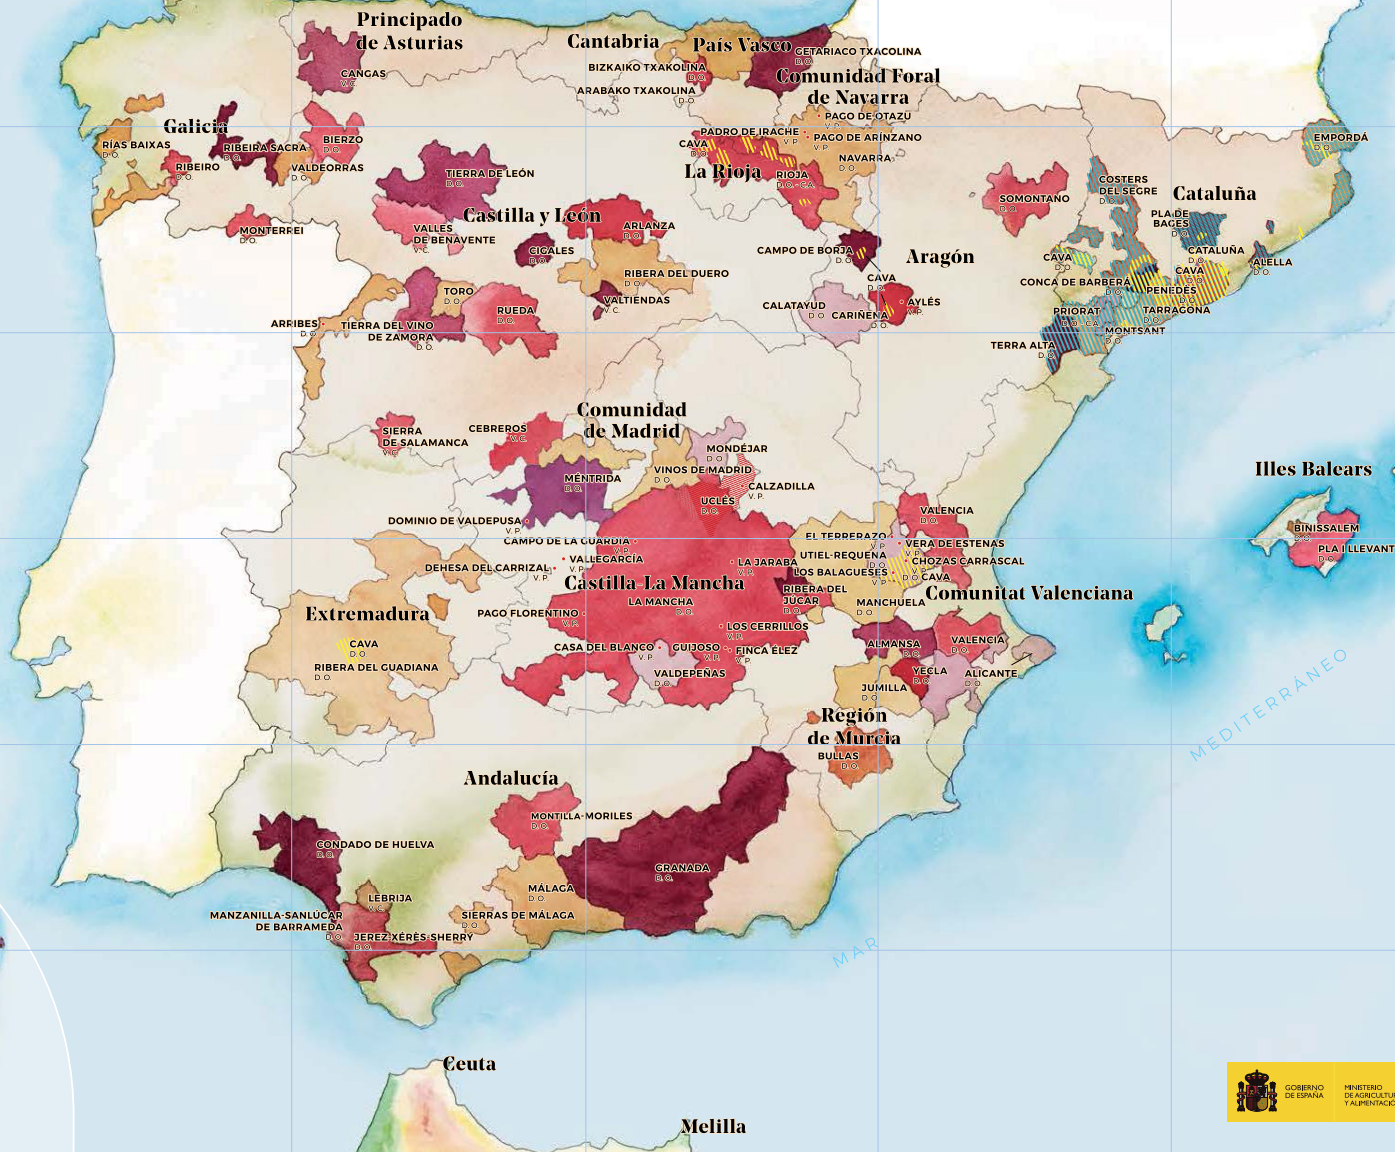 Principado
de Asturias
CANGAS
V.C.
Cantabria
País Vasco
GETARIACO TXACOLINA
D.O.
BIZKAIKO TXAKOLINA
D.O.
ARABAKO TXAKOLINA
D.O.
Comunidad Foral
de Navarra
PAGO DE OTAZU
V.P.
PADRO DE IRACHE
V.P.
PAGO DE ARÍNZANO
V.P.
NAVARRA
D.O.
CAVA
D.O.
La Rioja
RIOJA
D.O.-CA.
Galicia
RÍAS BAIXAS
D.O.
RIBEIRA SACRA
D.O.
RIBEIRO
D.O.
VALDEORRAS
D.O.
MONTERREI
D.O.
BIERZO
D.O.
TIERRA DE LEÓN
D.O.
Castilla y León
VALLES
DE BENAVENTE
V.C.
CIGALES
D.O.
ARLANZA
D.O.
RIBERA DEL DUERO
D.O.
VALTIENDAS
V.C.
TORO
D.O.
RUEDA
D.O.
ARRIBES
D.O.
TIERRA DEL VINO
DE ZAMORA
D.O.
SIERRA
DE SALAMANCA
V.C.
CEBREROS
V.C.
SOMONTANO
D.O.
Aragón
CAMPO DE BORJA
D.O.
CAVA
D.O.
CALATAYUD
D.O.
CARIÑENA
D.O.
AYLÉS
V.P.
Cataluña
EMPORDÁ
D.O.
COSTERS
DEL SEGRE
D.O.
PLA DE
BAGES
D.O.
CATALUÑA
D.O.
ALELLA
D.O.
CAVA
D.O.
CAVA
D.O.
CONCA DE BARBERÁ
D.O.
PENEDÉS
D.O.
PRIORAT
D.O.-CA.
TARRAGONA
D.O.
MONTSANT
D.O.
TERRA ALTA
D.O.
Comunidad
de Madrid
MÉNTRIDA
D.O.
VINOS DE MADRID
D.O.
MONDÉJAR
D.O.
CALZADILLA
V.P.
UCLÉS
D.O.
DOMINIO DE VALDEPUSA
V.P.
CAMPO DE LA GUARDIA
V.P.
VALLEGARCÍA
V.P.
DEHESA DEL CARRIZAL
V.P.
Castilla-La Mancha
LA MANCHA
D.O.
LA JARABA
V.P.
RIBERA DEL
JÚCAR
D.O.
PAGO FLORENTINO
V.P.
LOS CERRILLOS
V.P.
CASA DEL BLANCO
V.P.
GUIJOSO
V.P.
FINCA ÉLEZ
V.P.
VALDEPEÑAS
D.O.
MANCHUELA
D.O.
ALMANSA
D.O.
Extremadura
CAVA
D.O.
RIBERA DEL GUADIANA
D.O.
Comunitat Valenciana
VALENCIA
D.O.
EL TERRERAZO
V.P.
VERA DE ESTENAS
V.P.
UTIEL-REQUENA
D.O.
CHOZAS CARRASCAL
V.P.
LOS BALAGUESES
V.P.
D.O. CAVA
VALENCIA
D.O.
ALICANTE
D.O.
YECLA
D.O.
JUMILLA
D.O.
Región
de Murcia
BULLAS
D.O.
Illes Balears
BINISSALEM
D.O.
PLA I LLEVANT
D.O.
Andalucía
MONTILLA-MORILES
D.O.
CONDADO DE HUELVA
D.O.
GRANADA
D.O.
MÁLAGA
D.O.
SIERRAS DE MÁLAGA
D.O.
LEBRIJA
V.C.
MANZANILLA-SANLÚCAR
DE BARRAMEDA
D.O.
JEREZ-XÉRÈS-SHERRY
D.O.
MAR
MEDITERRÁNEO
Ceuta
Melilla
GOBIERNO
DE ESPAÑA
MINISTERIO
DE AGRICULTUR
Y ALIMENTACIÓ